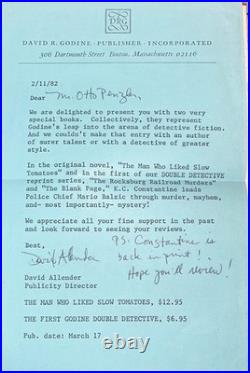 DRG
DAVID R. GODINE · PUBLISHER · INCORPORATED
306 Dartmouth Street Boston, Massachusetts 02116
2/11/82
Dear Mr. Otto Penzler,
We are delighted to present you with two very
special books. Collectively, they represent
Godine's leap into the arena of detective fiction.
And we couldn't make that entry with an author
of surer talent or with a detective of greater
style.
In the original novel, "The Man Who Liked Slow
Tomatoes" and in the first of our DOUBLE DETECTIVE
reprint series, "The Rocksburg Railroad Murders"
and "The Blank Page," K.C. Constantine leads
Police Chief Mario Balzic through murder, mayhem,
and--most importantly--mystery!
We appreciate all your fine support in the past
and look forward to seeing your review.
Best,
David Allender
PS. Constantine is
back in print!
Hope you'll review!
David Allender
Publicity Director
THE MAN WHO LIKED SLOW TOMATOES, $12.95
THE FIRST GODINE DOUBLE DETECTIVE, $6.95
Pub. date: March 17